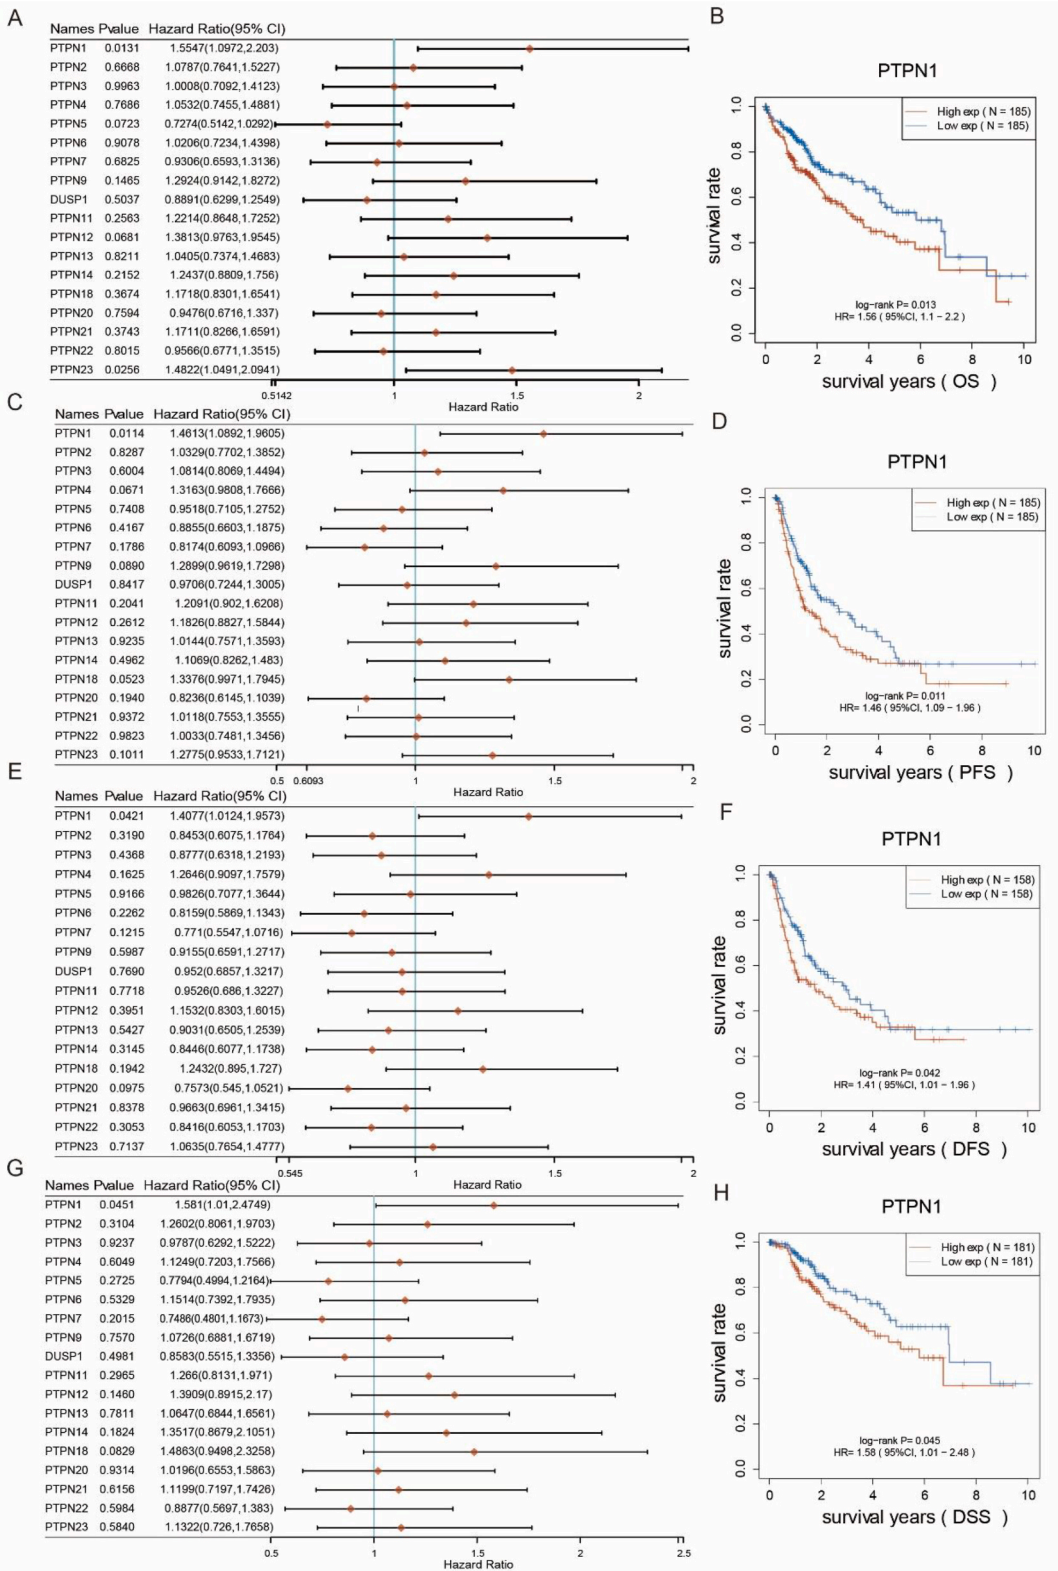 A
Names Pvalue Hazard Ratio(95% CI)
PTPN1 0.0131 1.5547(1.0972,2.203)
PTPN2 0.6668 1.0787(0.7641,1.5227)
PTPN3 0.9963 1.0008(0.7092,1.4123)
PTPN4 0.7686 1.0532(0.7455,1.4881)
PTPN5 0.0723 0.7274(0.5142,1.0292)
PTPN6 0.9078 1.0206(0.7234,1.4398)
PTPN7 0.6825 0.9306(0.6593,1.3136)
PTPN9 0.1465 1.2924(0.9142,1.8272)
DUSP1 0.5037 0.8891(0.6299,1.2549)
PTPN11 0.2563 1.2214(0.8648,1.7252)
PTPN12 0.0681 1.3813(0.9763,1.9545)
PTPN13 0.8211 1.0405(0.7374,1.4683)
PTPN14 0.2152 1.2437(0.8809,1.756)
PTPN18 0.3674 1.1718(0.8301,1.6541)
PTPN20 0.7594 0.9476(0.6716,1.337)
PTPN21 0.3743 1.1711(0.8266,1.6591)
PTPN22 0.8015 0.9566(0.6771,1.3515)
PTPN23 0.0256 1.4822(1.0491,2.0941)
0.5142 1 1.5 2
Hazard Ratio
B
PTPN1
High exp ( N = 185)
Low exp ( N = 185)
survival rate
1.0
0.8
0.6
0.4
0.2
0.0
log-rank P= 0.013
HR= 1.56 ( 95%CI, 1.1 − 2.2 )
0 2 4 6 8 10
survival years ( OS )
C
Names Pvalue Hazard Ratio(95% CI)
PTPN1 0.0114 1.4613(1.0892,1.9605)
PTPN2 0.8287 1.0329(0.7702,1.3852)
PTPN3 0.6004 1.0814(0.8069,1.4494)
PTPN4 0.0671 1.3163(0.9808,1.7666)
PTPN5 0.7408 0.9518(0.7105,1.2752)
PTPN6 0.4167 0.8855(0.6603,1.1875)
PTPN7 0.1786 0.8174(0.6093,1.0966)
PTPN9 0.0890 1.2899(0.9619,1.7298)
DUSP1 0.8417 0.9706(0.7244,1.3005)
PTPN11 0.2041 1.2091(0.902,1.6208)
PTPN12 0.2612 1.1826(0.8827,1.5844)
PTPN13 0.9235 1.0144(0.7571,1.3593)
PTPN14 0.4962 1.1069(0.8262,1.483)
PTPN18 0.0523 1.3376(0.9971,1.7945)
PTPN20 0.1940 0.8236(0.6145,1.1039)
PTPN21 0.9372 1.0118(0.7553,1.3555)
PTPN22 0.9823 1.0033(0.7481,1.3456)
PTPN23 0.1011 1.2775(0.9533,1.7121)
0.5 0.6093 1 1.5 2
Hazard Ratio
D
PTPN1
High exp ( N = 185)
Low exp ( N = 185)
survival rate
1.0
0.8
0.6
0.4
0.2
0.0
log-rank P= 0.011
HR= 1.46 ( 95%CI, 1.09 − 1.96 )
0 2 4 6 8 10
survival years ( PFS )
E
Names Pvalue Hazard Ratio(95% CI)
PTPN1 0.0421 1.4077(1.0124,1.9573)
PTPN2 0.3190 0.8453(0.6075,1.1764)
PTPN3 0.4368 0.8777(0.6318,1.2193)
PTPN4 0.1625 1.2646(0.9097,1.7579)
PTPN5 0.9166 0.9826(0.7077,1.3644)
PTPN6 0.2262 0.8159(0.5869,1.1343)
PTPN7 0.1215 0.771(0.5547,1.0716)
PTPN9 0.5987 0.9155(0.6591,1.2717)
DUSP1 0.7690 0.952(0.6857,1.3217)
PTPN11 0.7718 0.9526(0.686,1.3227)
PTPN12 0.3951 1.1532(0.8303,1.6015)
PTPN13 0.5427 0.9031(0.6505,1.2539)
PTPN14 0.3145 0.8446(0.6077,1.1738)
PTPN18 0.1942 1.2432(0.895,1.727)
PTPN20 0.0975 0.7573(0.545,1.0521)
PTPN21 0.8378 0.9663(0.6961,1.3415)
PTPN22 0.3053 0.8416(0.6053,1.1703)
PTPN23 0.7137 1.0635(0.7654,1.4777)
0.545 1 1.5 2
Hazard Ratio
F
PTPN1
High exp ( N = 158)
Low exp ( N = 158)
survival rate
1.0
0.8
0.6
0.4
0.2
0.0
log-rank P= 0.042
HR= 1.41 ( 95%CI, 1.01 − 1.96 )
0 2 4 6 8 10
survival years ( DFS )
G
Names Pvalue Hazard Ratio(95% CI)
PTPN1 0.0451 1.581(1.01,2.4749)
PTPN2 0.3104 1.2602(0.8061,1.9703)
PTPN3 0.9237 0.9787(0.6292,1.5222)
PTPN4 0.6049 1.1249(0.7203,1.7566)
PTPN5 0.2725 0.7794(0.4994,1.2164)
PTPN6 0.5329 1.1514(0.7392,1.7935)
PTPN7 0.2015 0.7486(0.4801,1.1673)
PTPN9 0.7570 1.0726(0.6881,1.6719)
DUSP1 0.4981 0.8583(0.5515,1.3356)
PTPN11 0.2965 1.266(0.8131,1.971)
PTPN12 0.1460 1.3909(0.8915,2.17)
PTPN13 0.7811 1.0647(0.6844,1.6561)
PTPN14 0.1824 1.3517(0.8679,2.1051)
PTPN18 0.0829 1.4863(0.9498,2.3258)
PTPN20 0.9314 1.0196(0.6553,1.5863)
PTPN21 0.6156 1.1199(0.7197,1.7426)
PTPN22 0.5984 0.8877(0.5697,1.383)
PTPN23 0.5840 1.1322(0.726,1.7658)
0.5 1 1.5 2 2.5
Hazard Ratio
H
PTPN1
High exp ( N = 181)
Low exp ( N = 181)
survival rate
1.0
0.8
0.6
0.4
0.2
0.0
log-rank P= 0.045
HR= 1.58 ( 95%CI, 1.01 − 2.48 )
0 2 4 6 8 10
survival years ( DSS )